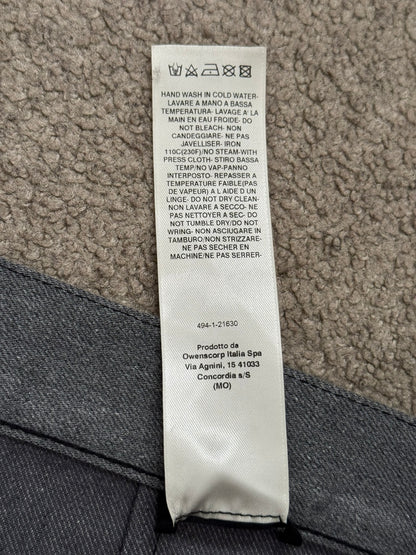 HAND WASH IN COLD WATER-
LAVARE A MANO A BASSA
TEMPERATURA- LAVAGE A' LA
MAIN EN EAU FROIDE- DO
NOT BLEACH- NON
CANDEGGIARE- NE PAS
JAVELLISER- IRON
110C(230F)/NO STEAM-WITH
PRESS CLOTH- STIRO BASSA
TEMP/NO VAP-PANNO
INTERPOSTO- REPASSER A
TEMPERATURE FAIBLE(PAS
DE VAPEUR) A L AIDE D UN
LINGE- DO NOT DRY CLEAN-
NON LAVARE A SECCO- NE
PAS NETTOYER A SEC- DO
NOT TUMBLE DRY/DO NOT
WRING- NON ASCIUGARE IN
TAMBURO/NON STRIZZARE-
NE PAS SECHER EN
MACHINE/NE PAS SERRER-
494-1-21630
Prodotto da
Owenscorp Italia Spa
Via Agnini, 15 41033
Concordia s/S
(MO)